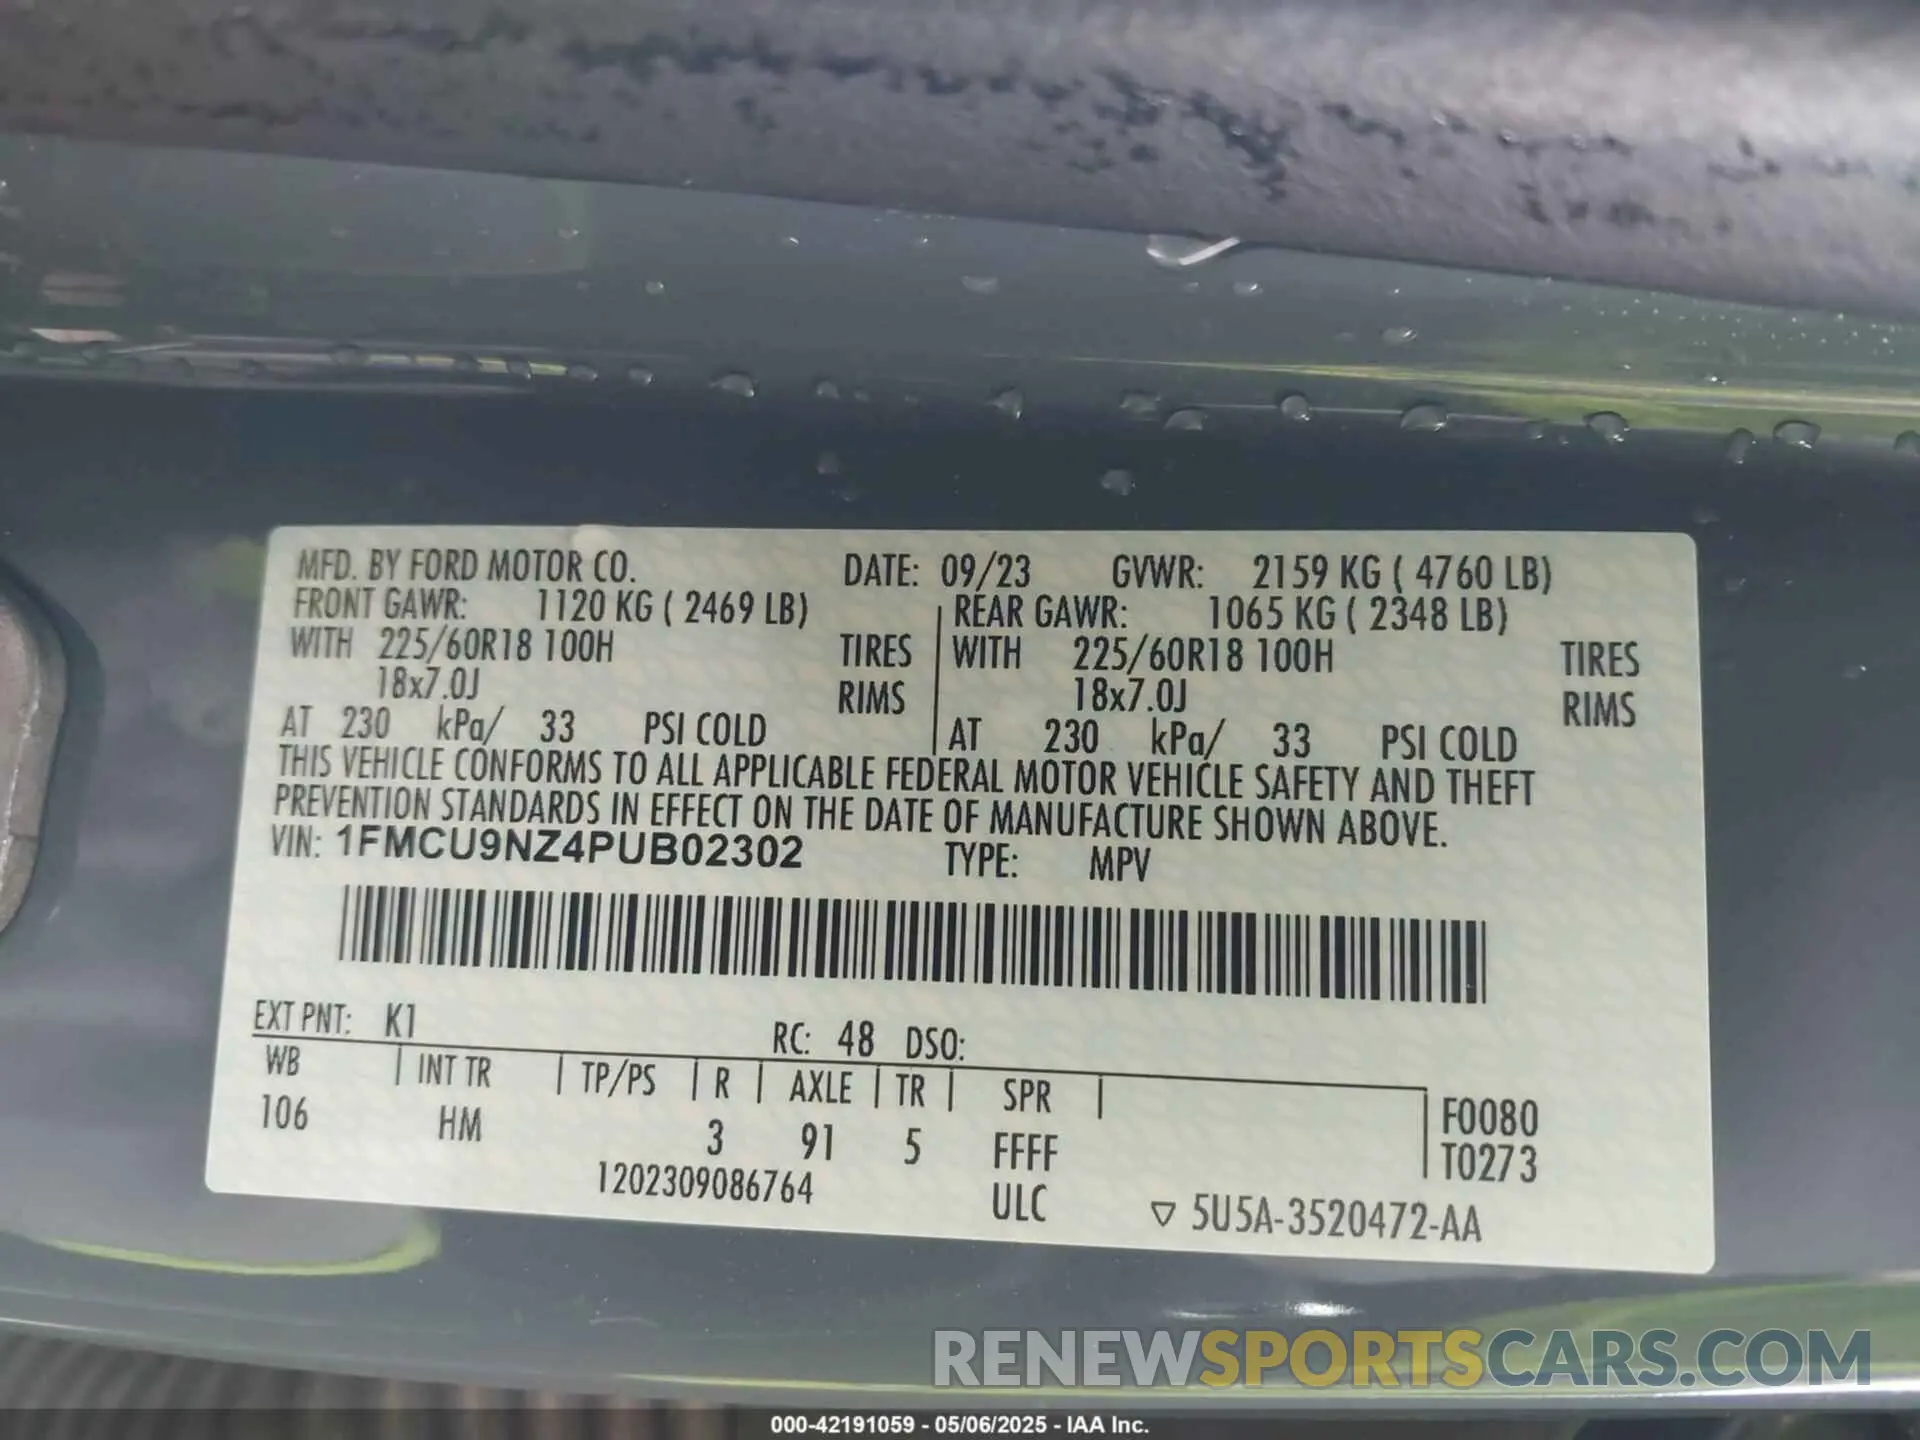 MFD. BY FORD MOTOR CO. DATE: 09/23 GVWR: 2159 KG ( 4760 LB)
FRONT GAWR: 1120 KG ( 2469 LB) REAR GAWR: 1065 KG ( 2348 LB)
WITH 225/60R18 100H TIRES WITH 225/60R18 100H TIRES
18x7.0J RIMS 18x7.0J RIMS
AT 230 kPa/ 33 PSI COLD AT 230 kPa/ 33 PSI COLD
THIS VEHICLE CONFORMS TO ALL APPLICABLE FEDERAL MOTOR VEHICLE SAFETY AND THEFT
PREVENTION STANDARDS IN EFFECT ON THE DATE OF MANUFACTURE SHOWN ABOVE.
VIN: 1FMCU9NZ4PUB02302 TYPE: MPV
EXT PNT: K1 RC: 48 DSO:
WB INT TR TP/PS R AXLE TR SPR F0080
106 HM 3 91 5 FFFF T0273
1202309086764 ULC ▽ 5U5A-3520472-AA
RENEWSPORTSCARS.COM
000-42191059 - 05/06/2025 - IAA Inc.